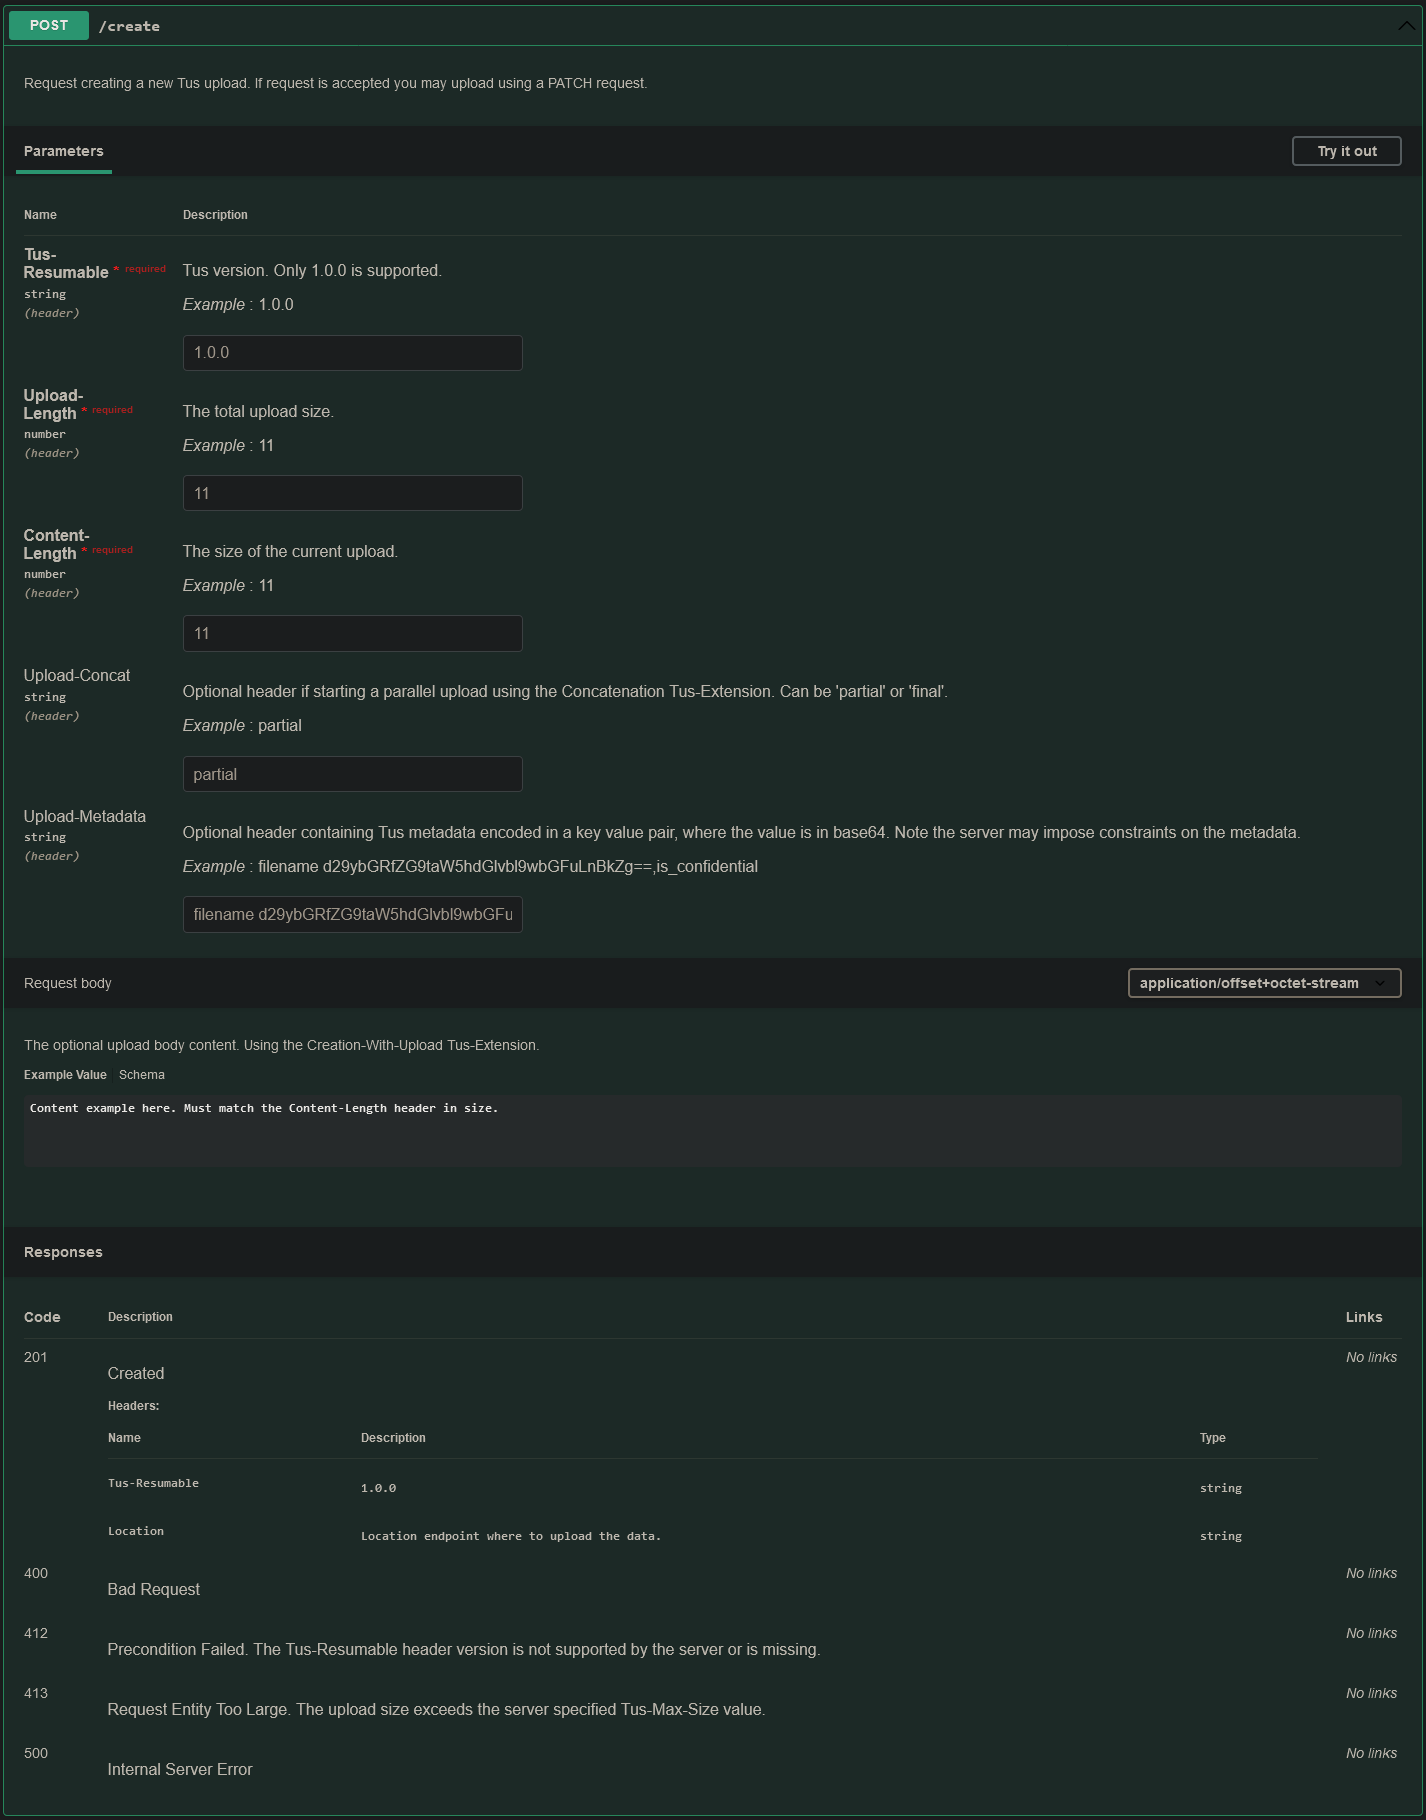 POST /create
Request creating a new Tus upload. If request is accepted you may upload using a PATCH request.
Parameters
Try it out
Name Description
Tus-
Resumable * required
string
(header)
Tus version. Only 1.0.0 is supported.
Example : 1.0.0
1.0.0
Upload-
Length * required
number
(header)
The total upload size.
Example : 11
11
Content-
Length * required
number
(header)
The size of the current upload.
Example : 11
11
Upload-Concat
string
(header)
Optional header if starting a parallel upload using the Concatenation Tus-Extension. Can be 'partial' or 'final'.
Example : partial
partial
Upload-Metadata
string
(header)
Optional header containing Tus metadata encoded in a key value pair, where the value is in base64. Note the server may impose constraints on the metadata.
Example : filename d29ybGRfZG9taW5hdGlvbl9wbGFuLnBkZg==,is_confidential
filename d29ybGRfZG9taW5hdGlvbl9wbGFu
Request body
application/offset+octet-stream
The optional upload body content. Using the Creation-With-Upload Tus-Extension.
Example Value Schema
Content example here. Must match the Content-Length header in size.
Responses
Code Description Links
201
Created
No links
Headers:
Name Description Type
Tus-Resumable 1.0.0 string
Location Location endpoint where to upload the data. string
400
Bad Request
No links
412
Precondition Failed. The Tus-Resumable header version is not supported by the server or is missing.
No links
413
Request Entity Too Large. The upload size exceeds the server specified Tus-Max-Size value.
No links
500
Internal Server Error
No links